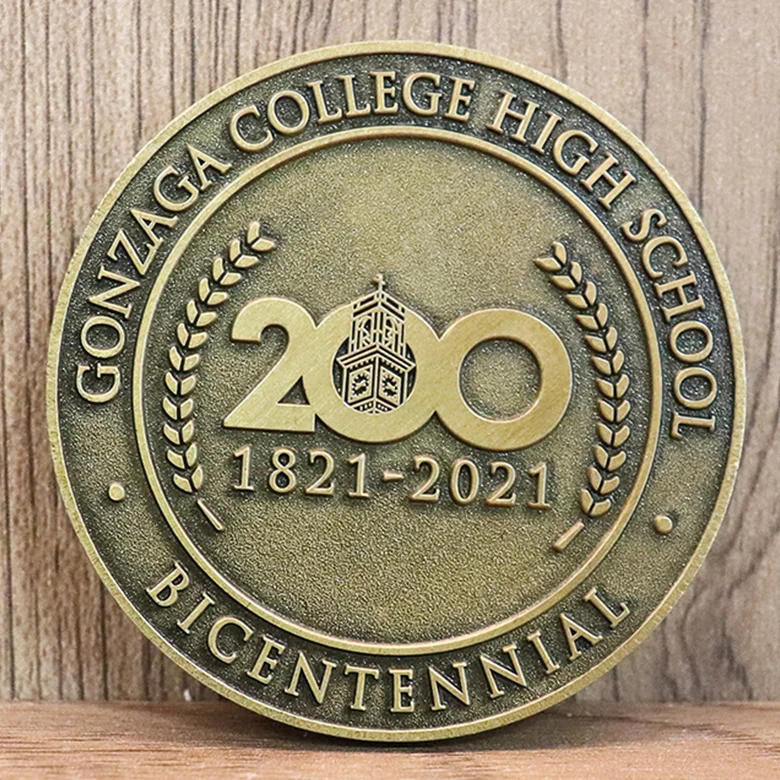 GONZAGA COLLEGE HIGH SCHOOL
200
1821-2021
BICENTENNIAL